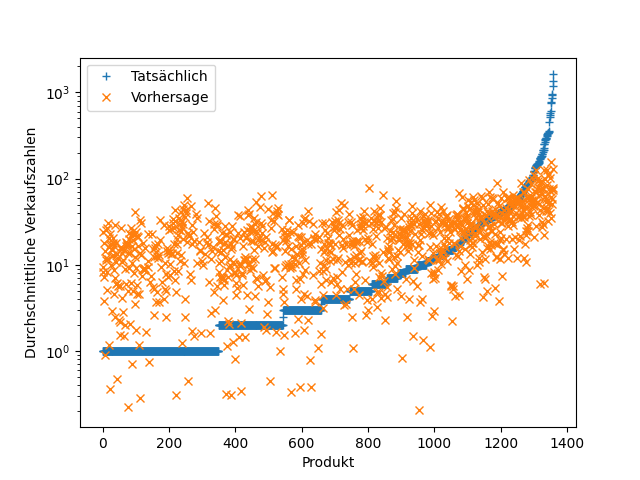 Tatsächlich
Vorhersage
10³
10²
10¹
10⁰
Durchschnittliche Verkaufszahlen
0 200 400 600 800 1000 1200 1400
Produkt